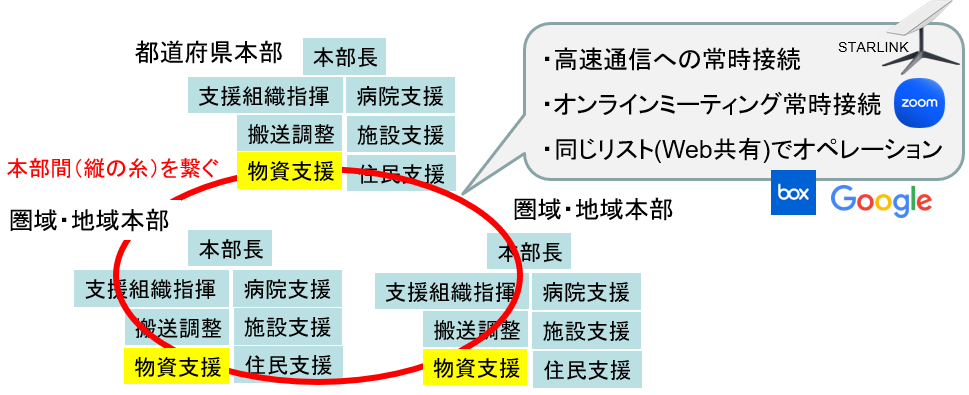 都道府県本部
本部長
支援組織指揮
病院支援
搬送調整
施設支援
物資支援
住民支援
本部間(縦の糸)を繋ぐ
・高速通信への常時接続
STARLINK
・オンラインミーティング常時接続
zoom
・同じリスト(Web共有)でオペレーション
box
Google
圏域・地域本部
本部長
支援組織指揮
病院支援
搬送調整
施設支援
物資支援
住民支援
圏域・地域本部
本部長
支援組織指揮
病院支援
搬送調整
施設支援
物資支援
住民支援